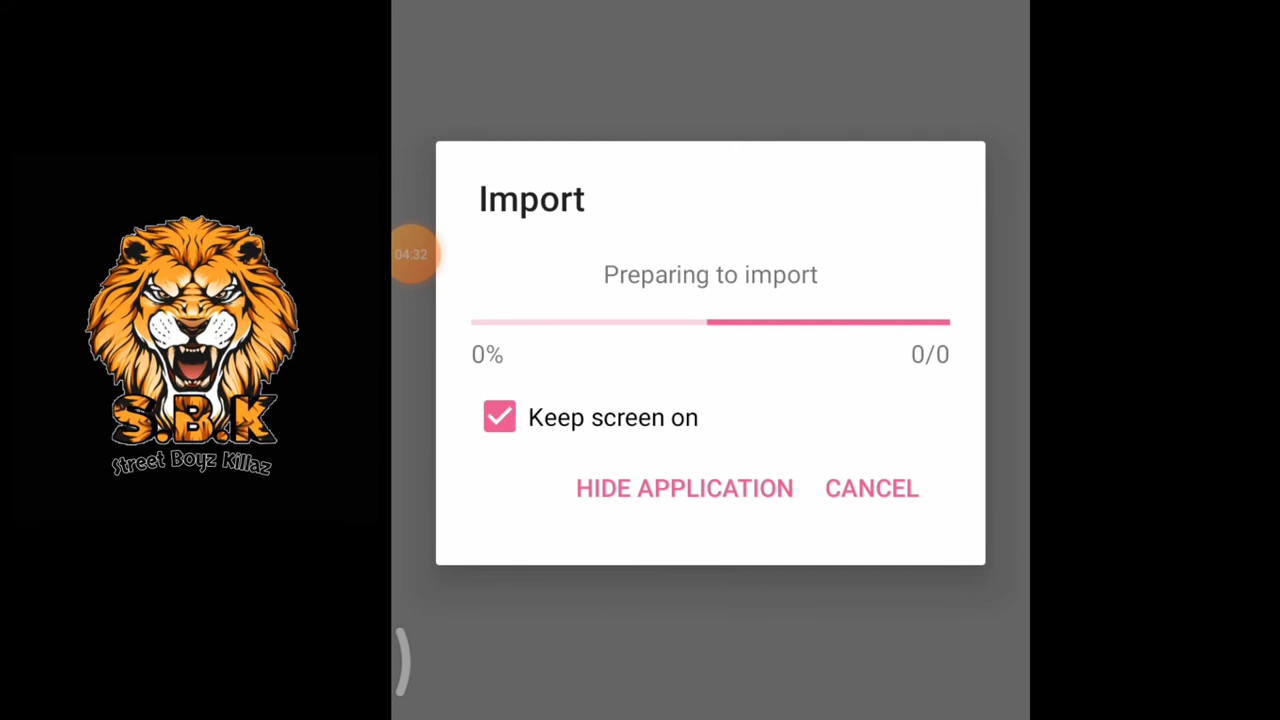 Import
04:32
Preparing to import
0%
0/0
Keep screen on
HIDE APPLICATION
CANCEL
S.B.K
Street Boyz Killaz